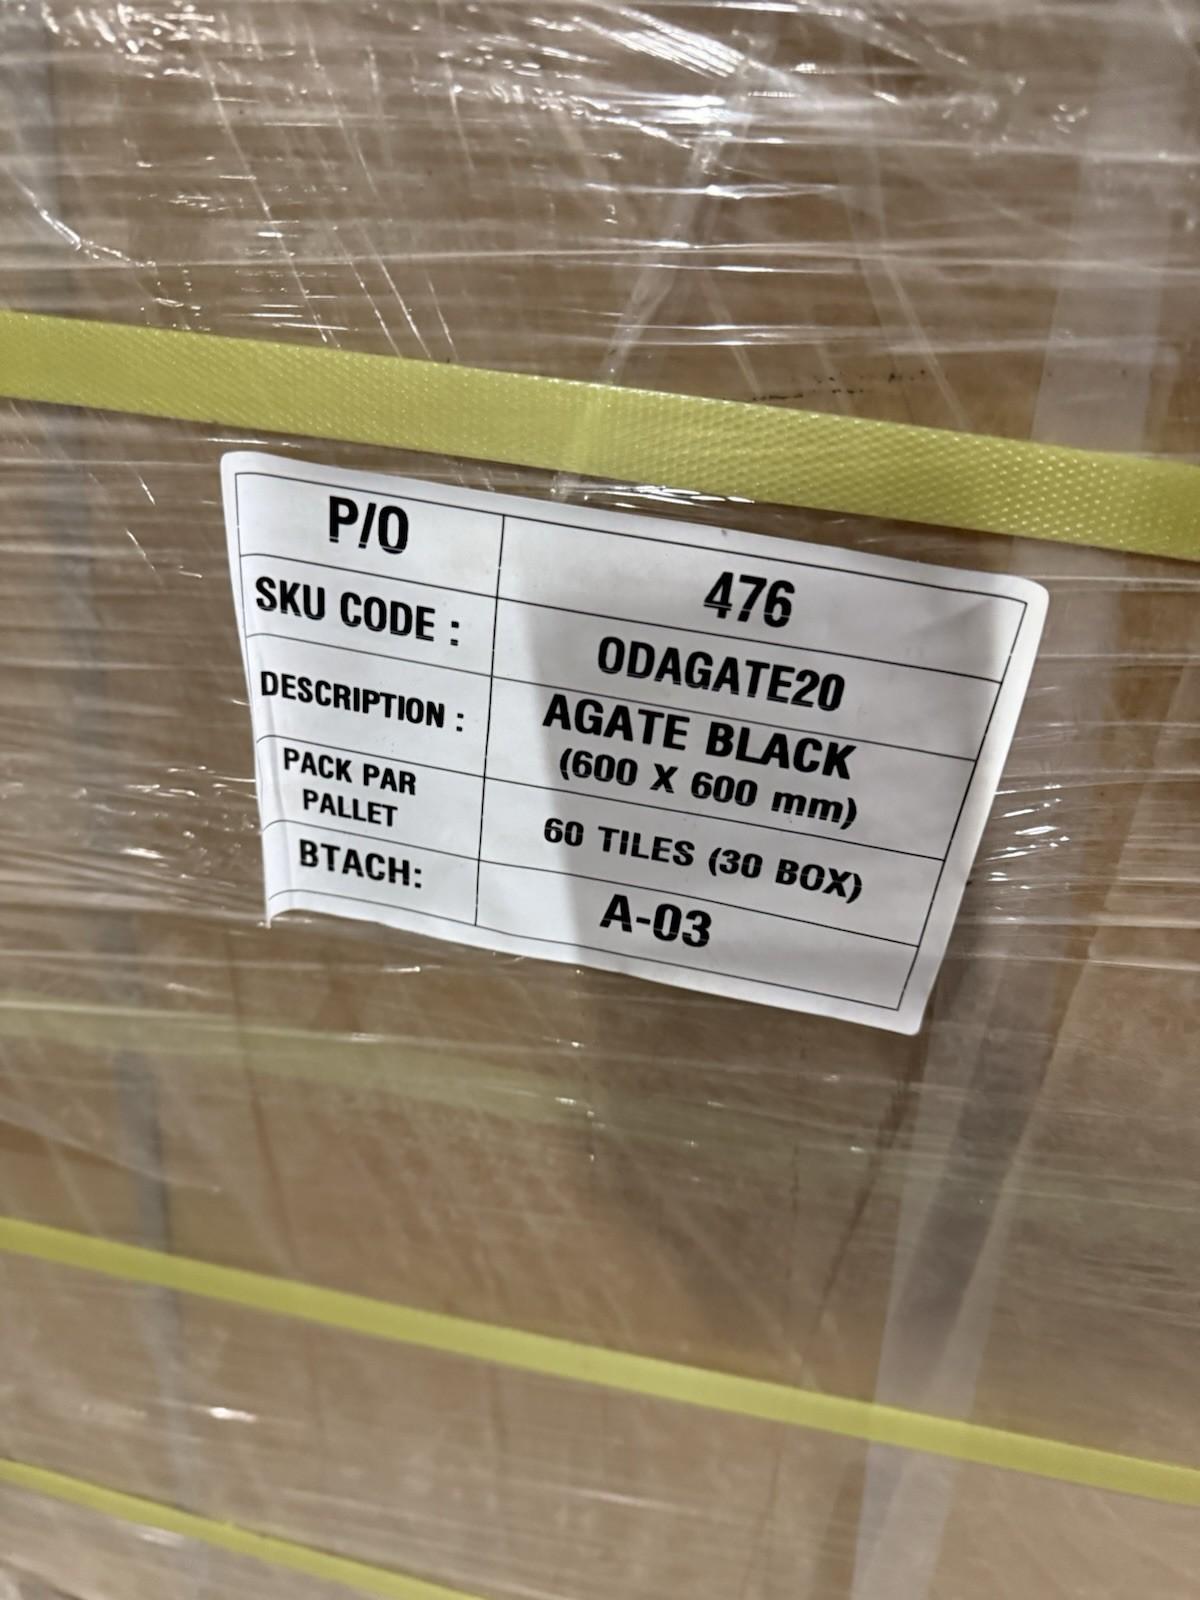 P/O 476
SKU CODE : ODAGATE20
DESCRIPTION : AGATE BLACK
(600 X 600 mm)
PACK PAR
PALLET
60 TILES (30 BOX)
BTACH: A-03